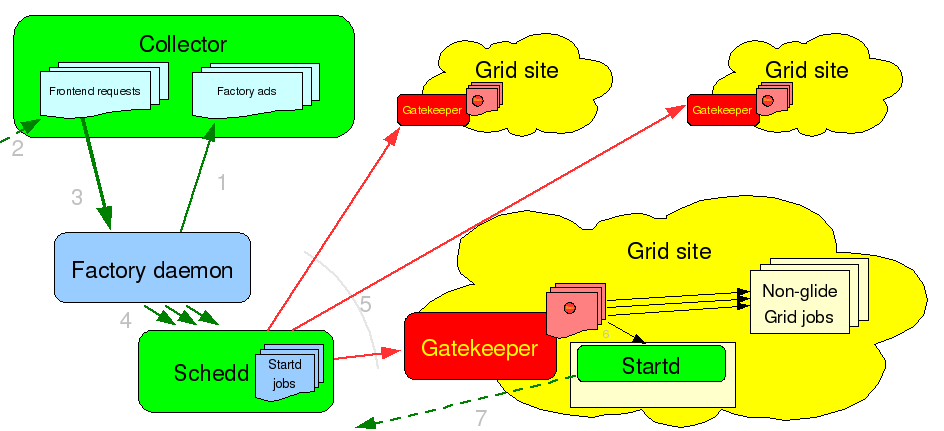 Collector
Frontend requests
Factory ads
2
3
1
Factory daemon
4
Schedd
Startd
jobs
5
Grid site
Gatekeeper
Grid site
Gatekeeper
Grid site
Gatekeeper
Non-glide
Grid jobs
6
Startd
7